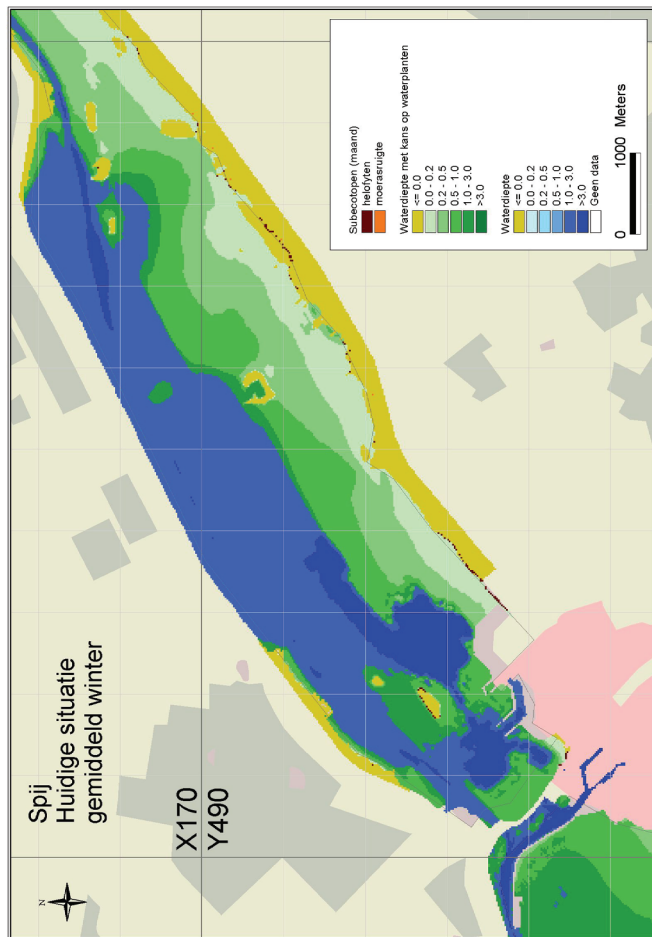 Spij
Huidige situatie
gemiddeld winter
X170
Y490
N
Subecotopen (maand)
helofyten
moerasruigte
Waterdiepte met kans op waterplanten
<= 0.0
0.0 - 0.2
0.2 - 0.5
0.5 - 1.0
1.0 - 3.0
>3.0
Waterdiepte
<= 0.0
0.0 - 0.2
0.2 - 0.5
0.5 - 1.0
1.0 - 3.0
>3.0
Geen data
0 1000 Meters